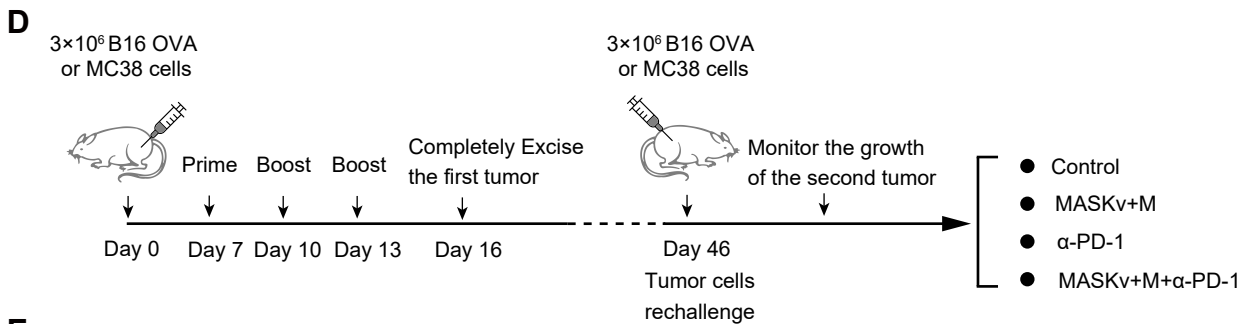 D
3×10⁶ B16 OVA
or MC38 cells
3×10⁶ B16 OVA
or MC38 cells
Prime
Boost
Boost
Completely Excise
the first tumor
Monitor the growth
of the second tumor
Day 0
Day 7
Day 10
Day 13
Day 16
Day 46
Tumor cells
rechallenge
Control
MASKv+M
α-PD-1
MASKv+M+α-PD-1